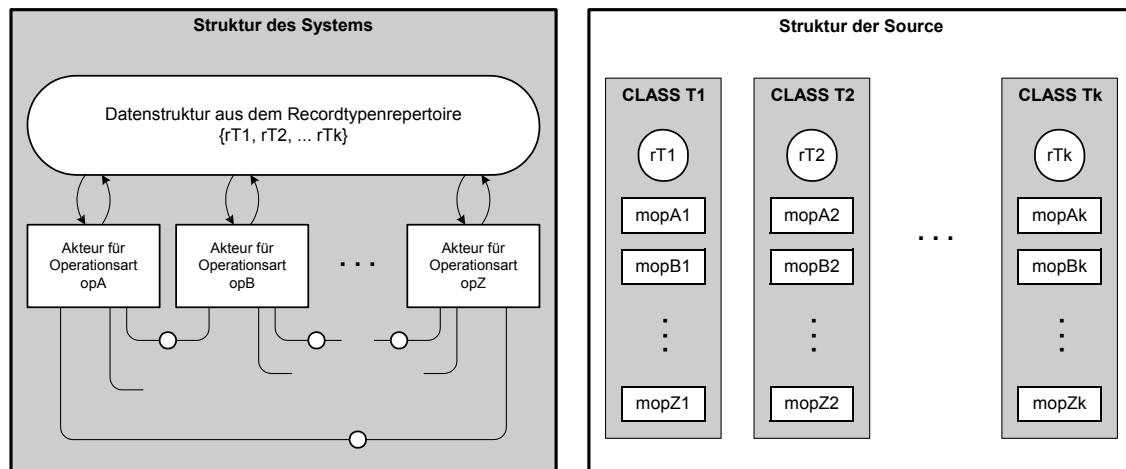 Struktur des Systems
Datenstruktur aus dem Recordtypenrepertoire
{rT1, rT2, ... rTk}
Akteur für
Operationsart
opA
Akteur für
Operationsart
opB
. . .
Akteur für
Operationsart
opZ
Struktur der Source
CLASS T1
rT1
mopA1
mopB1
mopZ1
CLASS T2
rT2
mopA2
mopB2
mopZ2
. . .
CLASS Tk
rTk
mopAk
mopBk
mopZk